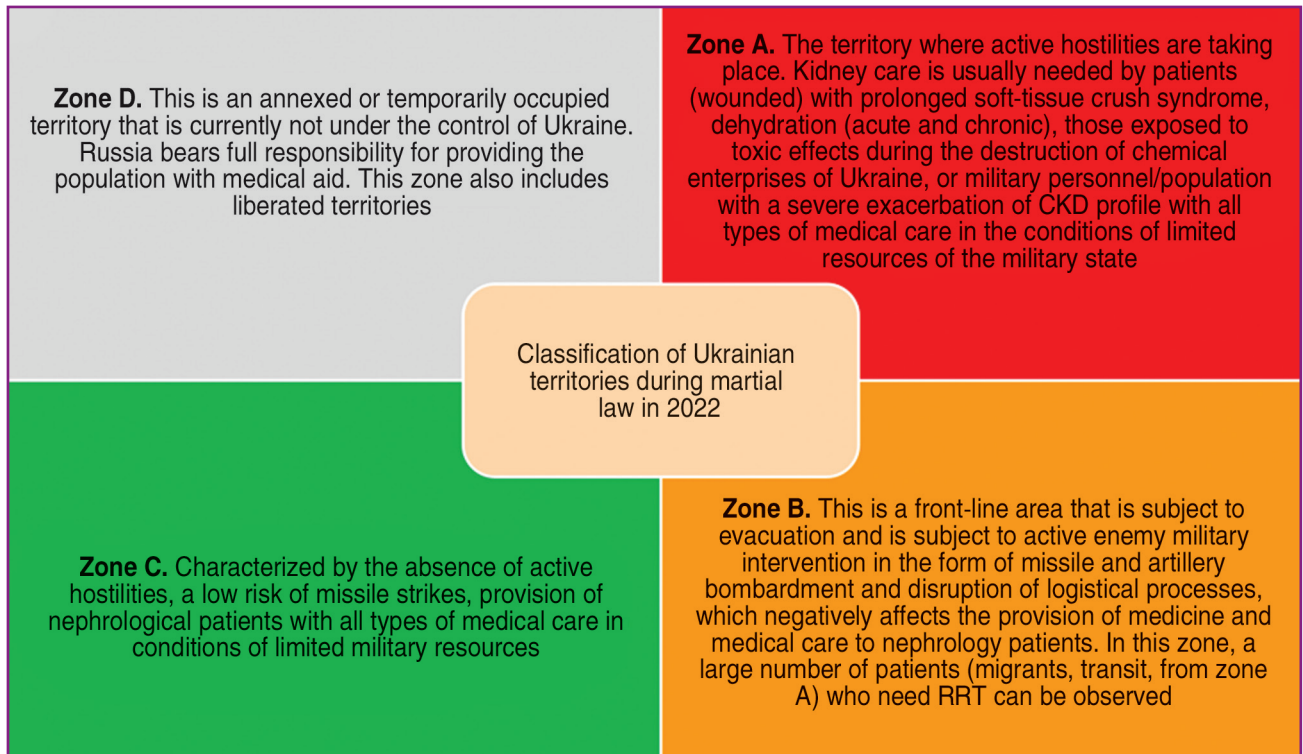 Zone D. This is an annexed or temporarily occupied
territory that is currently not under the control of Ukraine.
Russia bears full responsibility for providing the
population with medical aid. This zone also includes
liberated territories
Zone A. The territory where active hostilities are taking
place. Kidney care is usually needed by patients
(wounded) with prolonged soft-tissue crush syndrome,
dehydration (acute and chronic), those exposed to
toxic effects during the destruction of chemical
enterprises of Ukraine, or military personnel/population
with a severe exacerbation of CKD profile with all
types of medical care in the conditions of limited
resources of the military state
Classification of Ukrainian
territories during martial
law in 2022
Zone C. Characterized by the absence of active
hostilities, a low risk of missile strikes, provision of
nephrological patients with all types of medical care in
conditions of limited military resources
Zone B. This is a front-line area that is subject to
evacuation and is subject to active enemy military
intervention in the form of missile and artillery
bombardment and disruption of logistical processes,
which negatively affects the provision of medicine and
medical care to nephrology patients. In this zone, a
large number of patients (migrants, transit, from zone
A) who need RRT can be observed